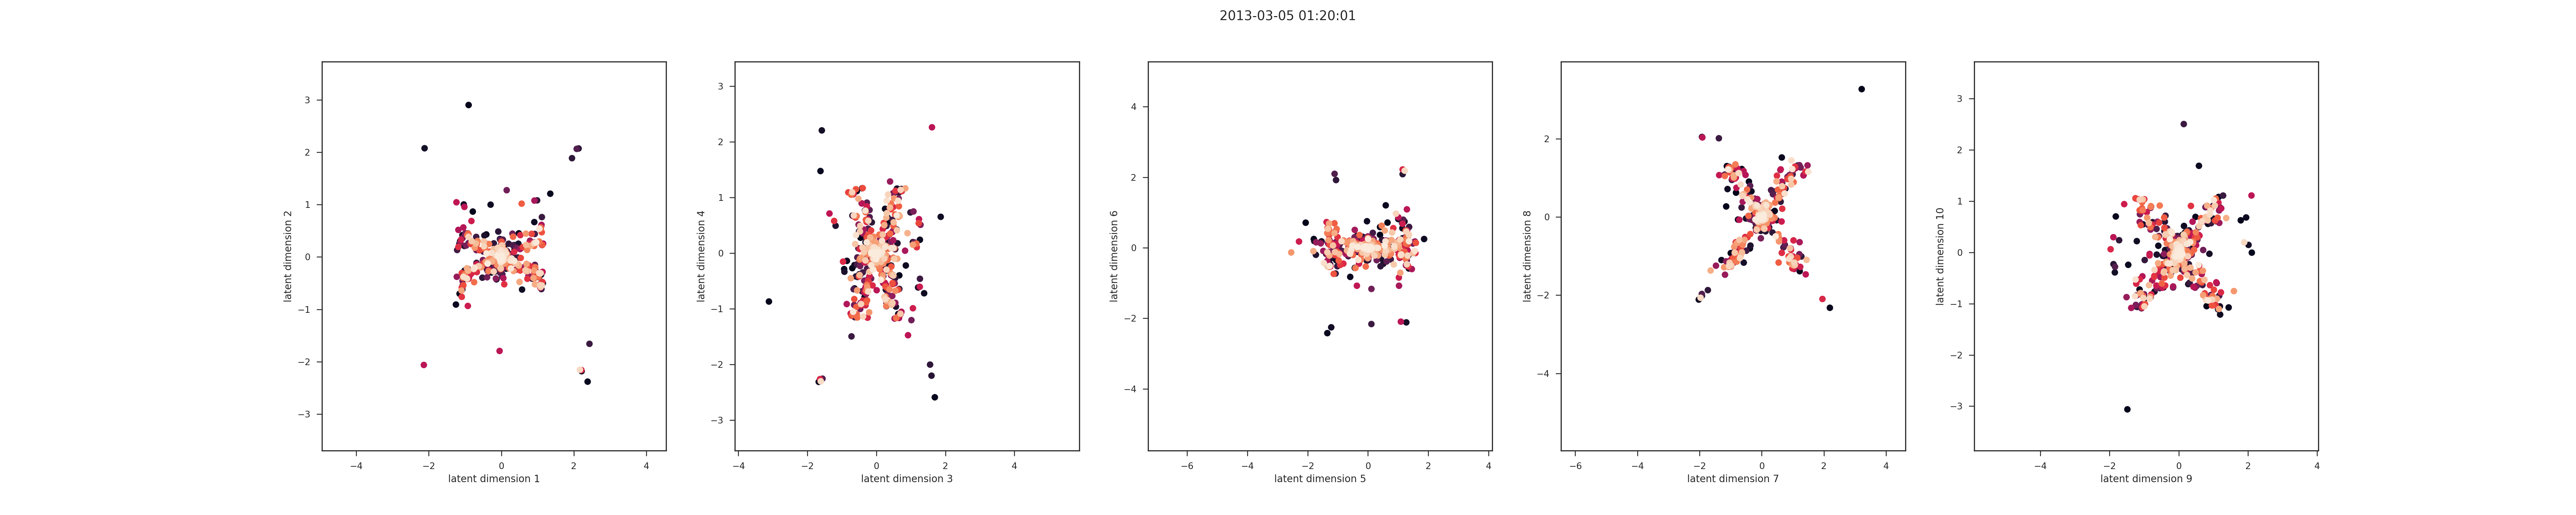 2013-03-05 01:20:01
latent dimension 2
3
2
1
0
−1
−2
−3
−4 −2 0 2 4
latent dimension 1
latent dimension 4
3
2
1
0
−1
−2
−3
−4 −2 0 2 4
latent dimension 3
latent dimension 6
4
2
0
−2
−4
−6 −4 −2 0 2 4
latent dimension 5
latent dimension 8
2
0
−2
−4
−6 −4 −2 0 2 4
latent dimension 7
latent dimension 10
3
2
1
0
−1
−2
−3
−4 −2 0 2 4
latent dimension 9